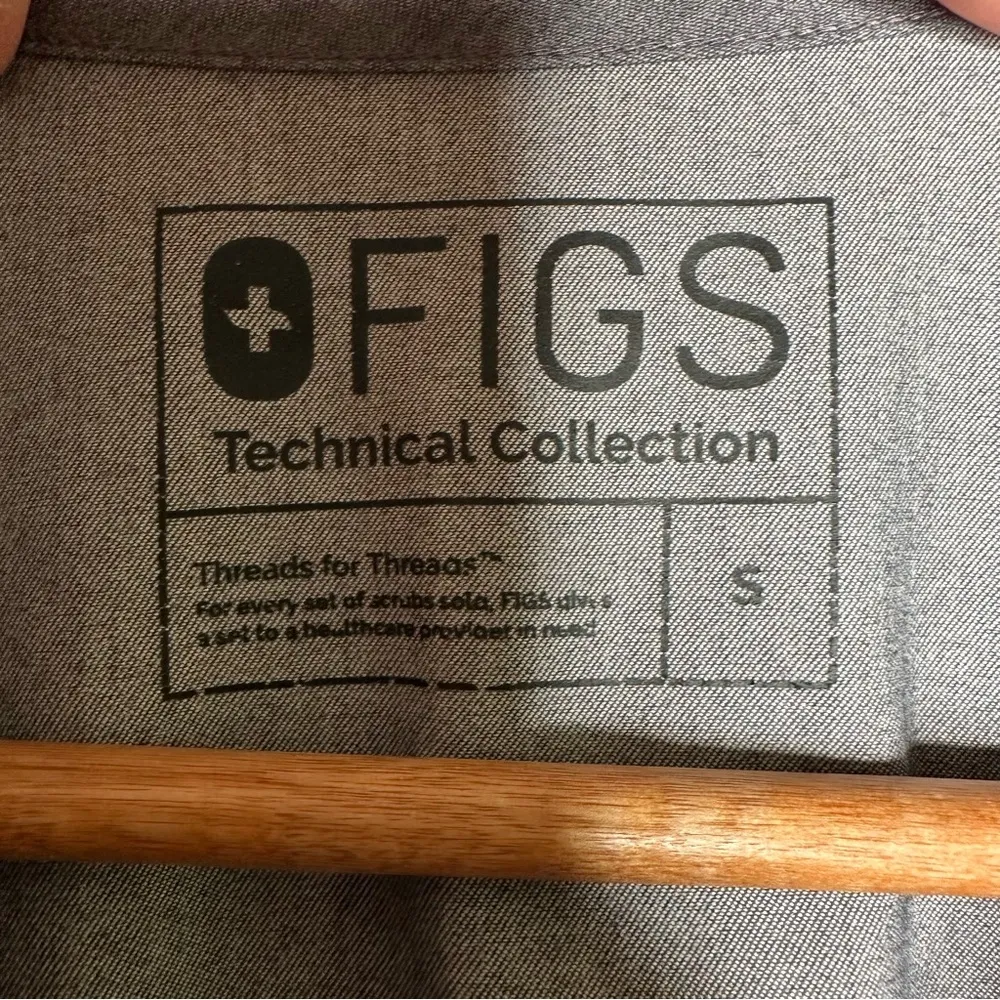 FIGS
Technical Collection
Threads for Threads™
For every set of scrubs sold, FIGS gives
a set to a healthcare provider in need.
S